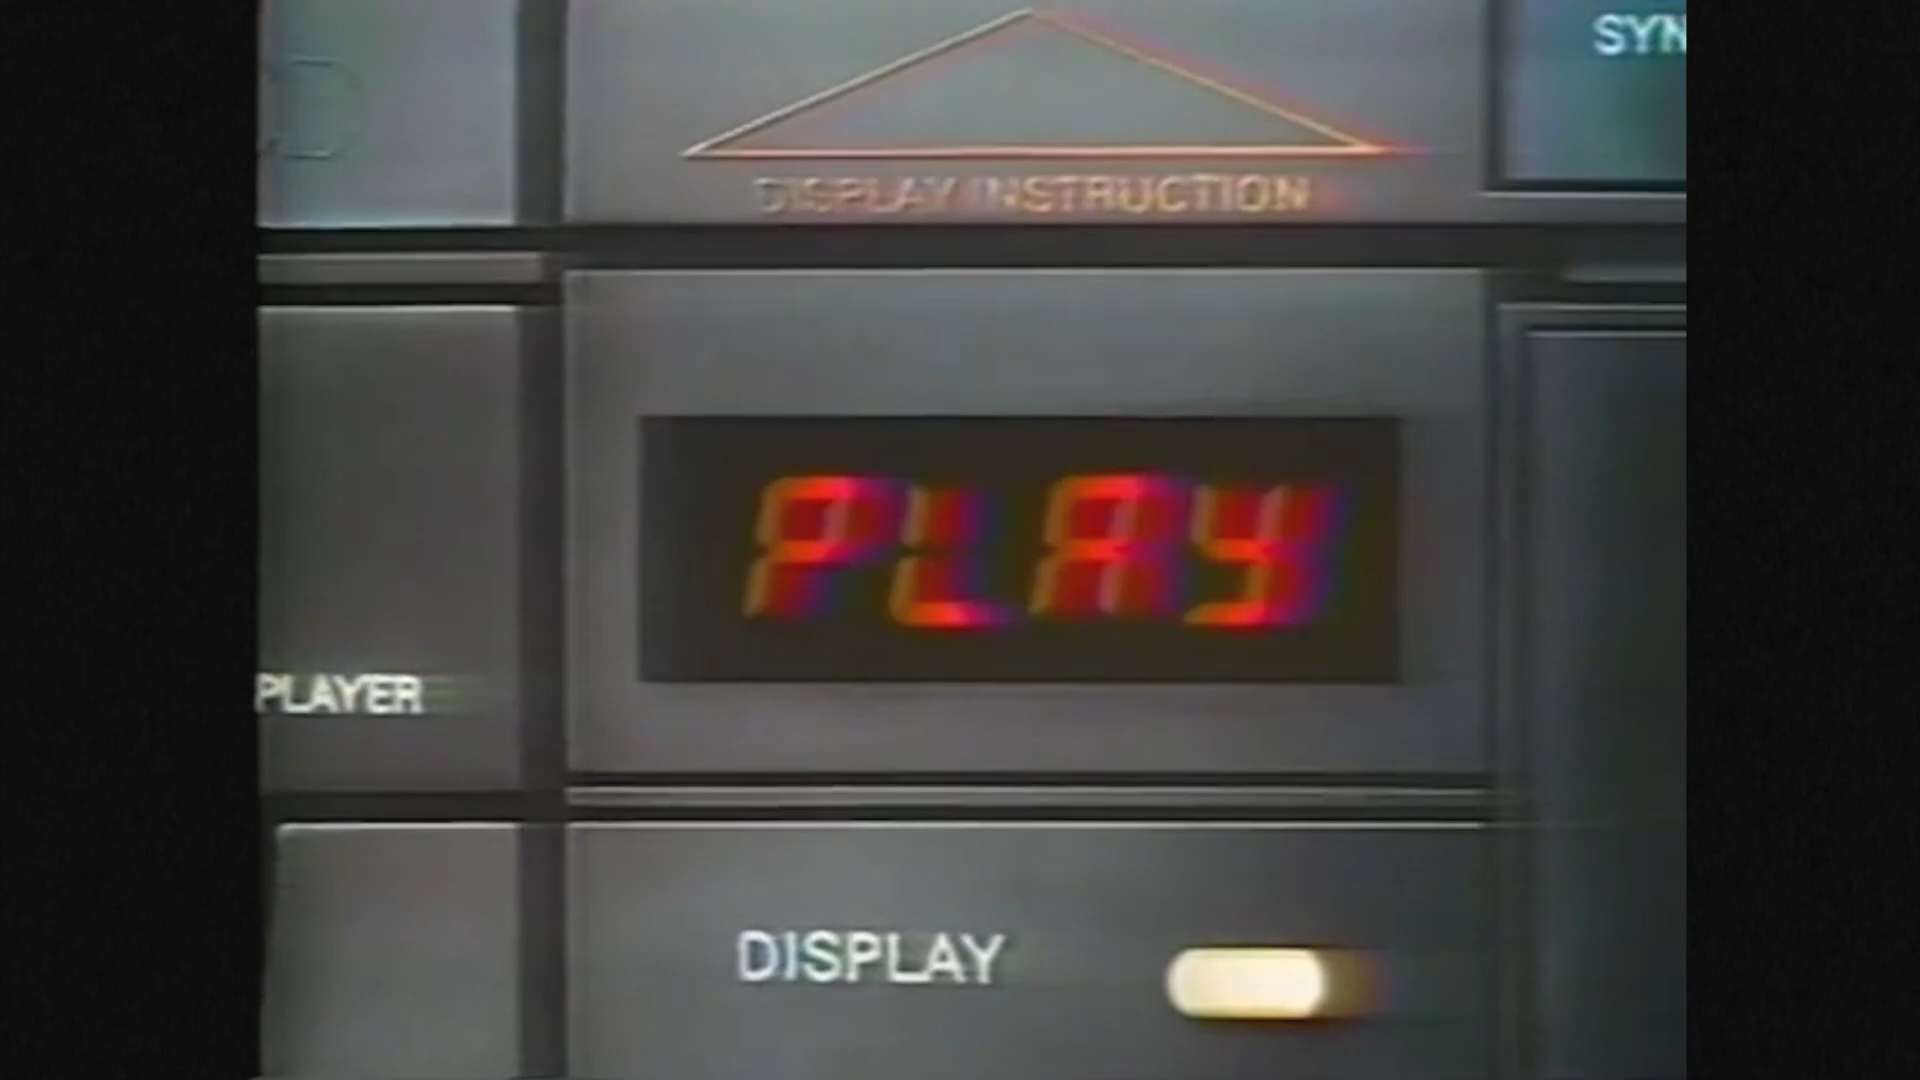 SYN
DISPLAY INSTRUCTION
PLAY
PLAYER
DISPLAY